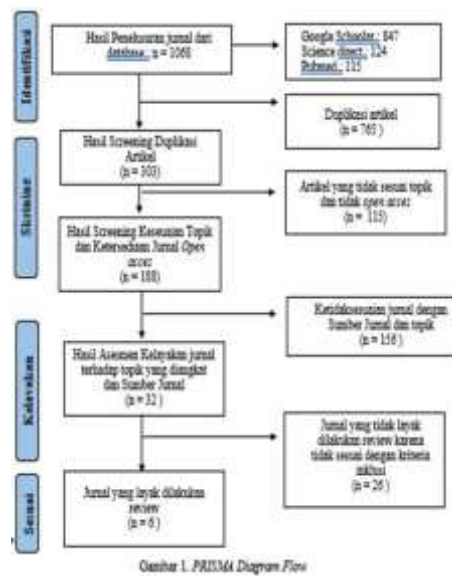 Identifikasi
Hasil Penelusuran jurnal dari
database, n = 1068
Google Schooler : 847
Science direct : 124
Pubmed : 115
Duplikasi artikel
(n = 765 )
Skrining
Hasil Screening Duplikasi
Artikel
(n = 303)
Artikel yang tidak sesuai topik
dan tidak open acces
(n = 115)
Hasil Screening Kesesuaian Topik
dan Ketersediaan Jurnal Open
acces
(n = 188)
Ketidaksesuaian jurnal dengan
Sumber Jurnal dan topik
(n = 156 )
Kelayakan
Hasil Asesmen Kelayakan jurnal
terhadap topik yang diangkat
dan Sumber Jurnal
(n = 32 )
Jurnal yang tidak layak
dilakukan review karena
tidak sesuai dengan kriteria
inklusi
(n = 26 )
Sesuai
Jurnal yang layak dilakukan
review
(n = 6 )
Gambar 1. PRISMA Diagram Flow